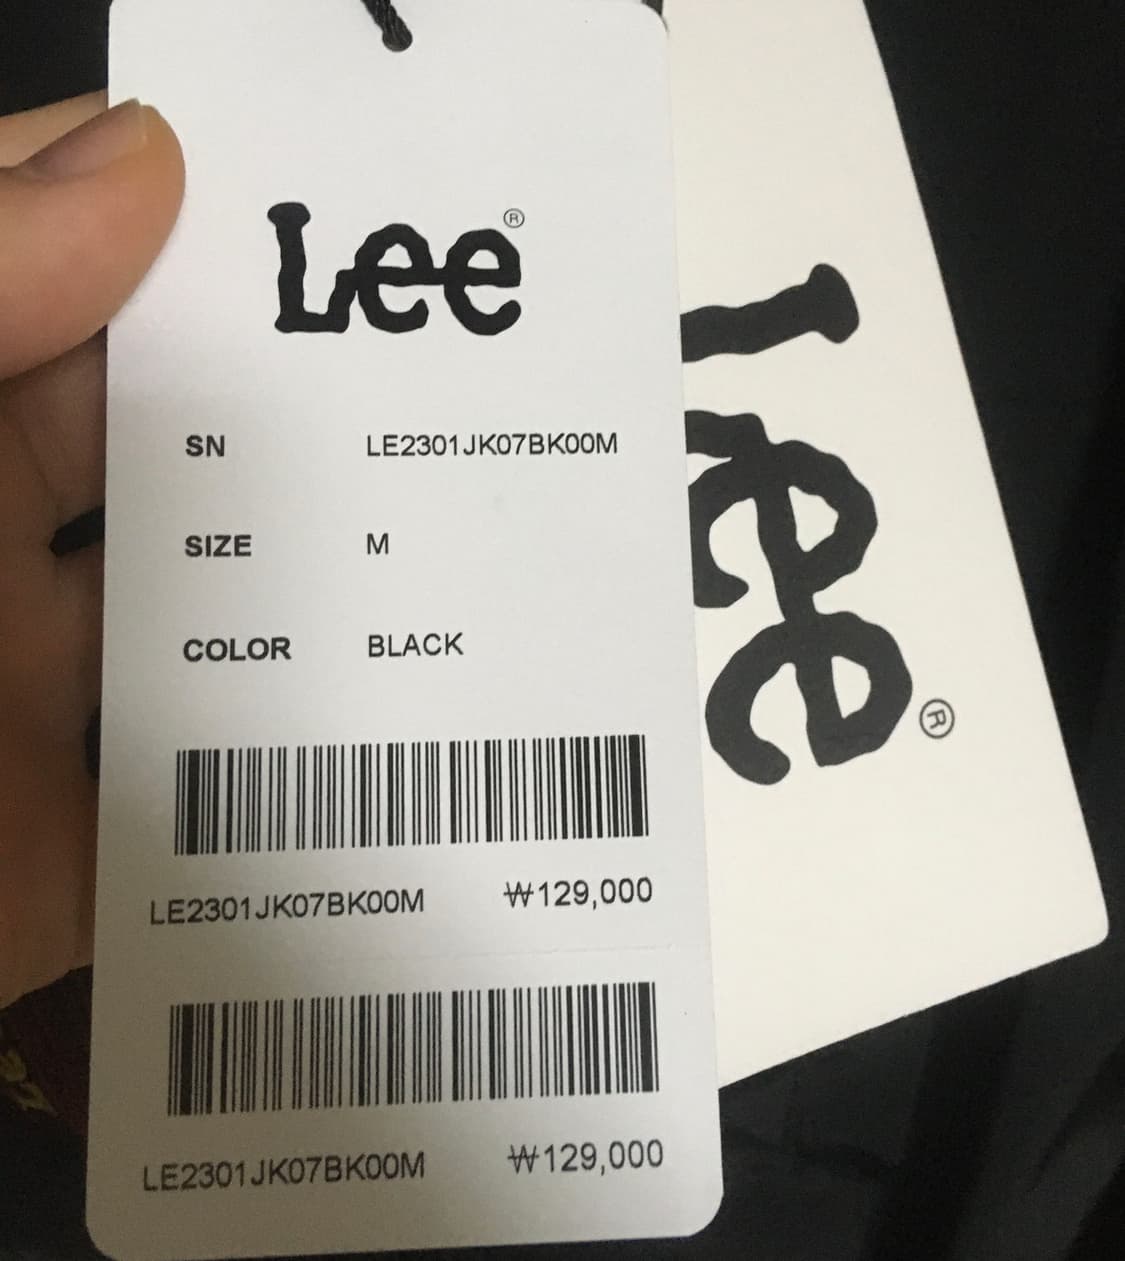 Lee®
SN LE2301JK07BK00M
SIZE M
COLOR BLACK
LE2301JK07BK00M ₩129,000
LE2301JK07BK00M ₩129,000
Lee®